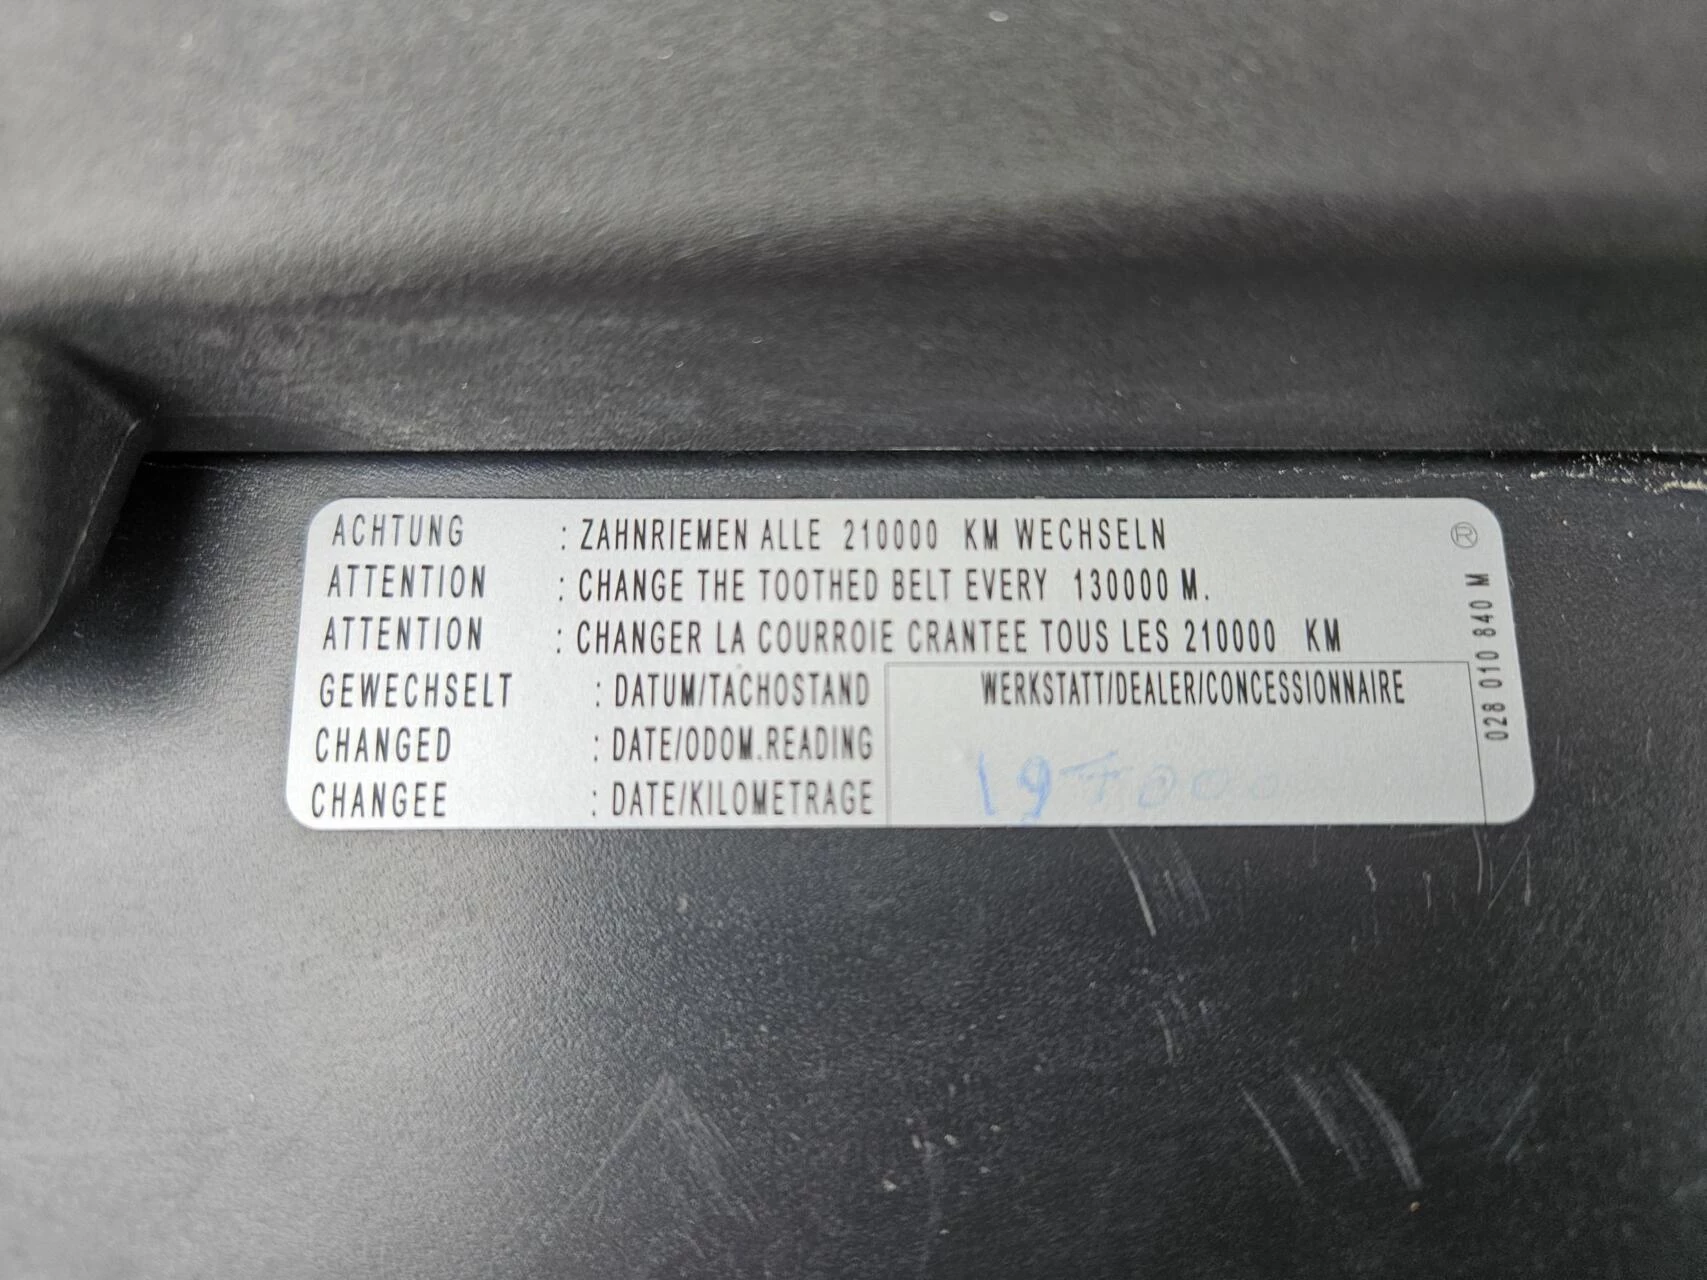 ACHTUNG : ZAHNRIEMEN ALLE 210000 KM WECHSELN
ATTENTION : CHANGE THE TOOTHED BELT EVERY 130000 M.
ATTENTION : CHANGER LA COURROIE CRANTEE TOUS LES 210000 KM
GEWECHSELT : DATUM/TACHOSTAND WERKSTATT/DEALER/CONCESSIONNAIRE
CHANGED : DATE/ODOM.READING
CHANGEE : DATE/KILOMETRAGE
197000
®
028 010 840 M